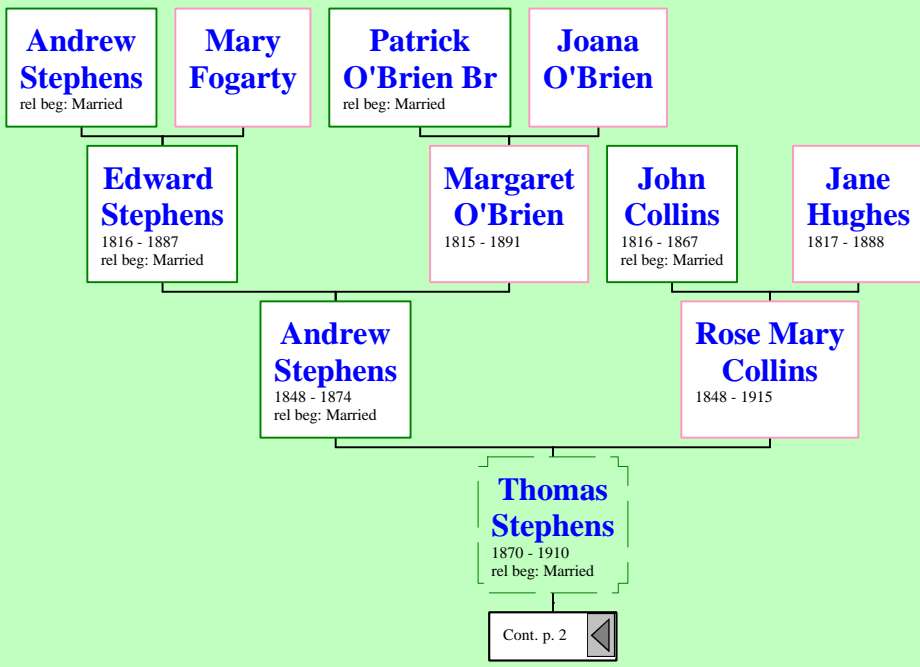 Andrew
Stephens
rel beg: Married
Mary
Fogarty
Patrick
O'Brien Br
rel beg: Married
Joana
O'Brien
Edward
Stephens
1816 - 1887
rel beg: Married
Margaret
O'Brien
1815 - 1891
John
Collins
1816 - 1867
rel beg: Married
Jane
Hughes
1817 - 1888
Andrew
Stephens
1848 - 1874
rel beg: Married
Rose Mary
Collins
1848 - 1915
Thomas
Stephens
1870 - 1910
rel beg: Married
Cont. p. 2